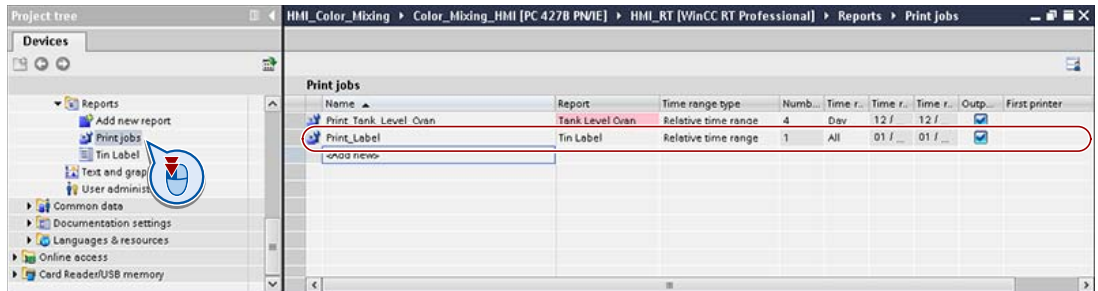 Project tree
HMI_Color_Mixing ▸ Color_Mixing_HMI [PC 427B PN/IE] ▸ HMI_RT [WinCC RT Professional] ▸ Reports ▸ Print jobs
Devices
Print jobs
Name Report Time range type Numb... Time r.. Time r.. Time r.. Outp... First printer
Print_Tank_Level_Cyan Tank Level Cyan Relative time range 4 Day 12 / ... 12 / ...
Print_Label Tin Label Relative time range 1 All 01 / ... 01 / ...
<Add new>
Reports
Add new report
Print jobs
Tin Label
Text and grap
User administ
Common data
Documentation settings
Languages & resources
Online access
Card Reader/USB memory